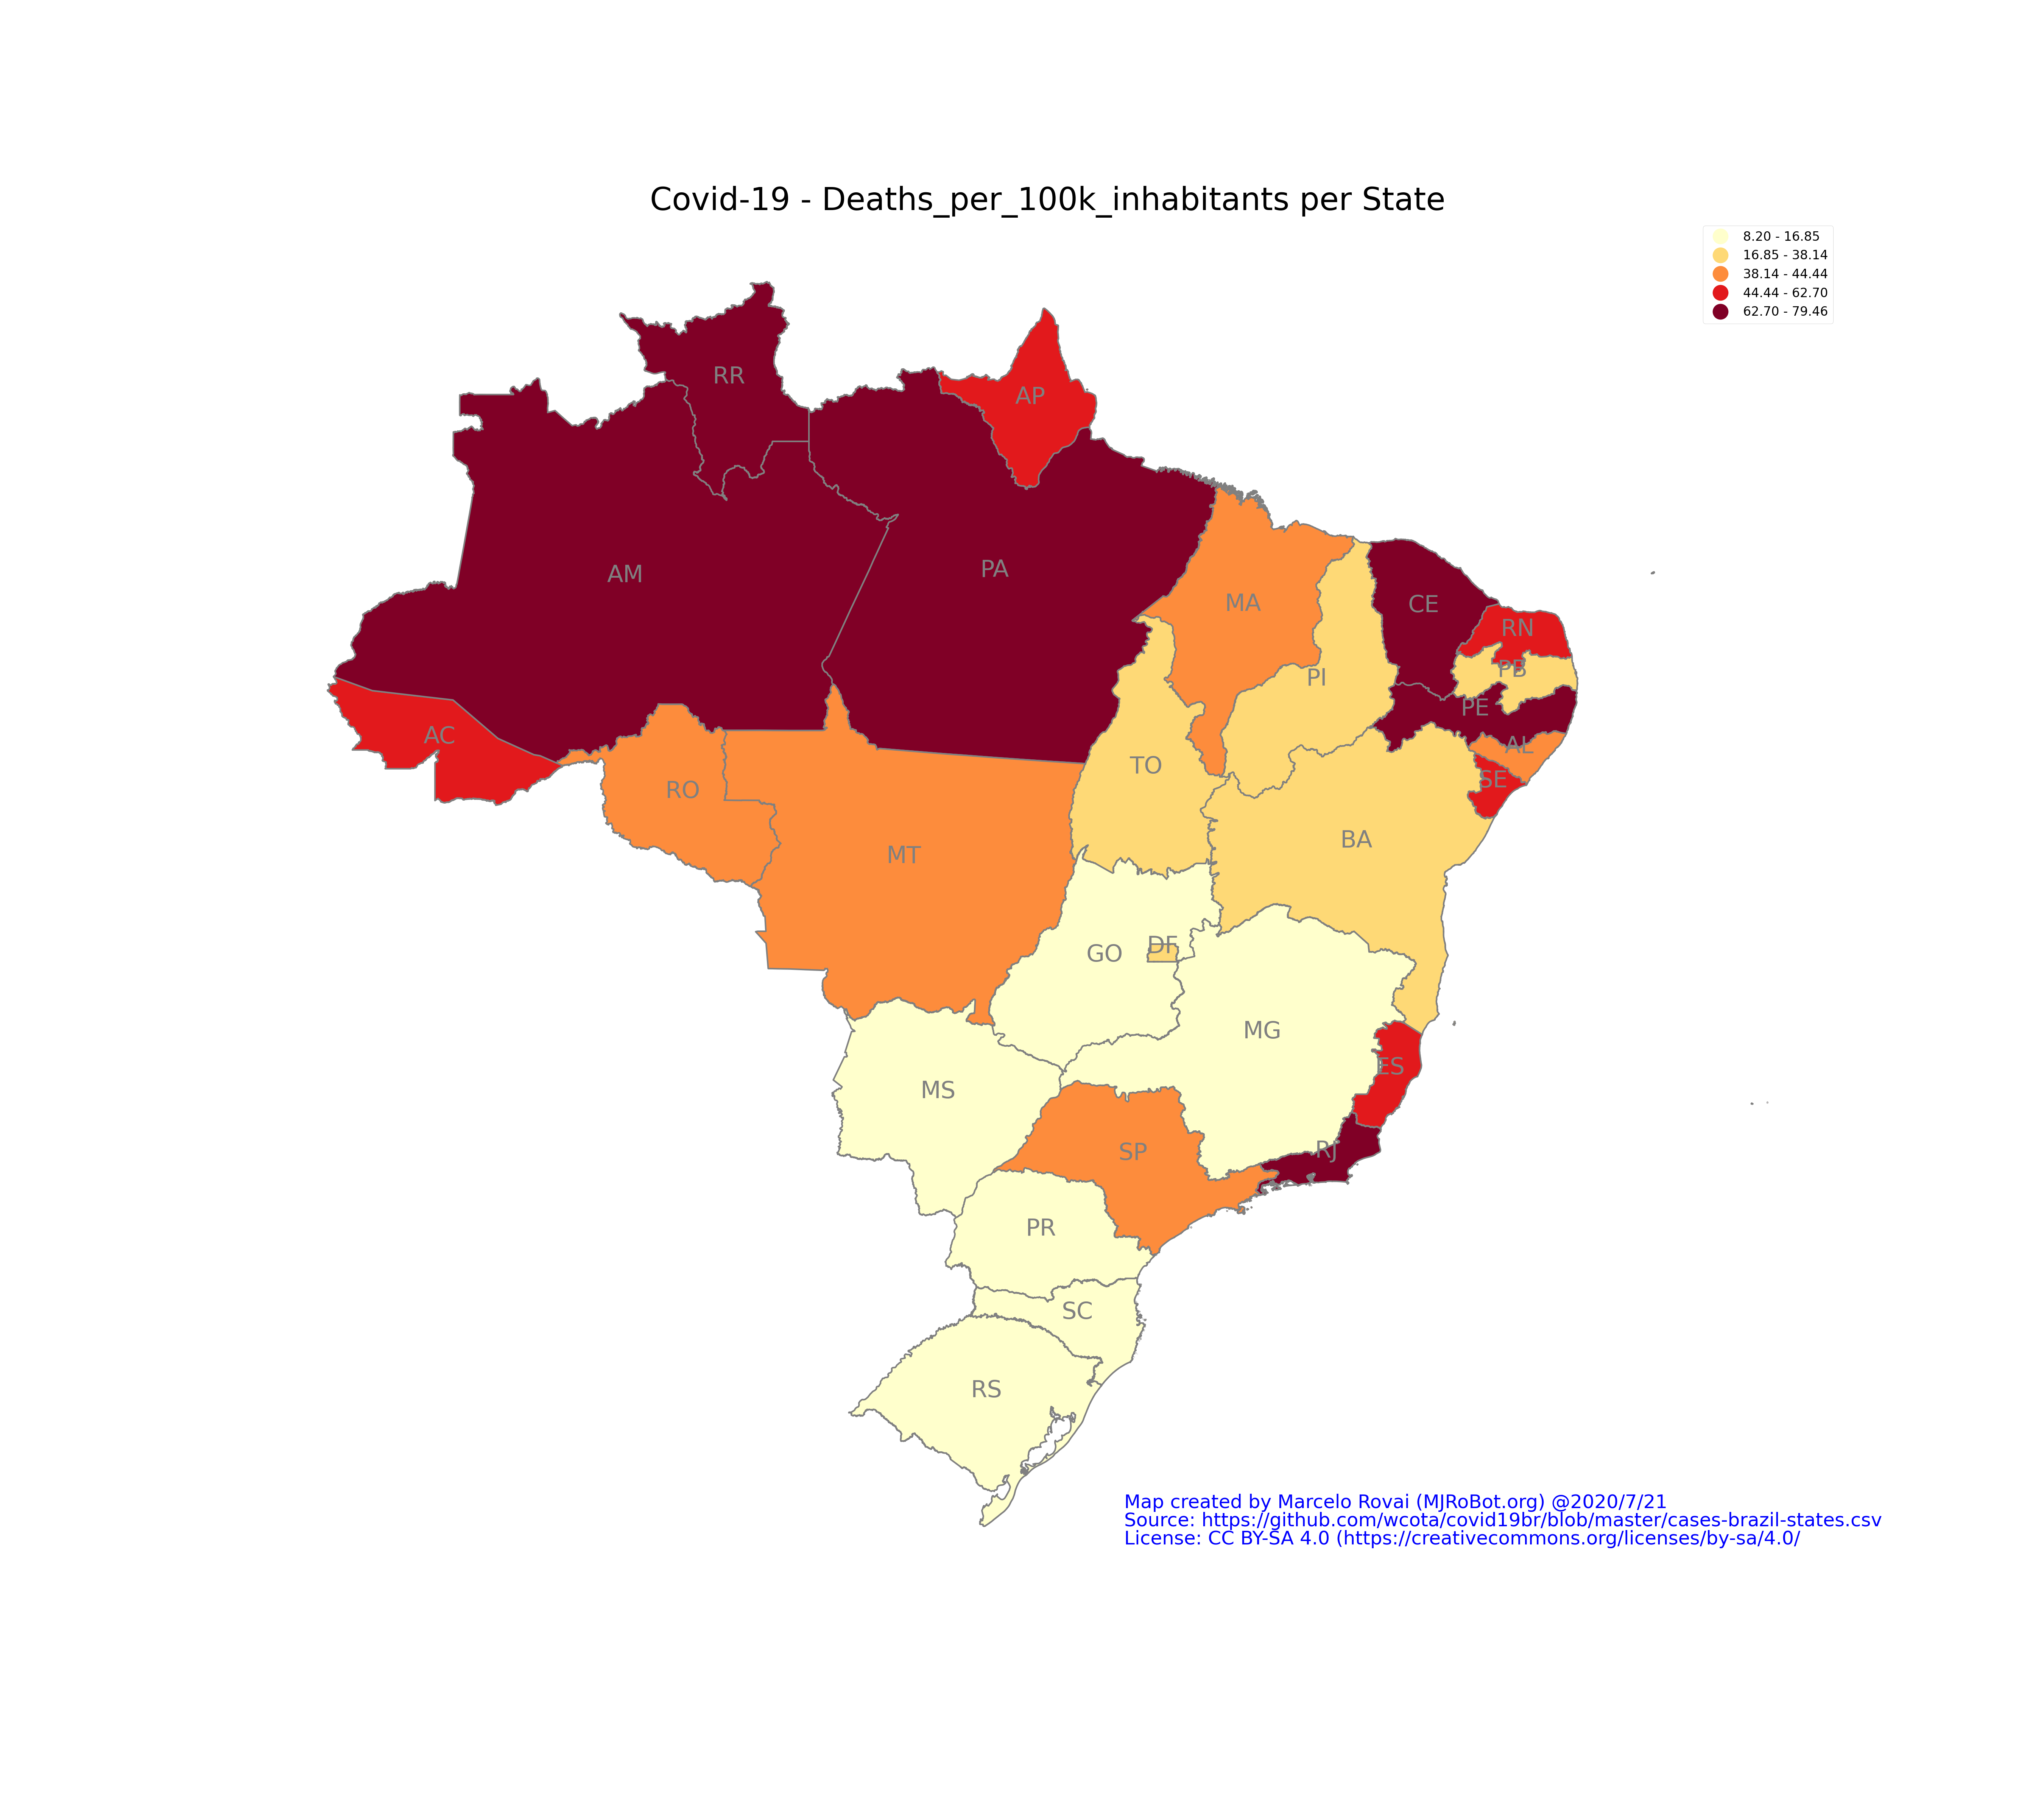 Covid-19 - Deaths_per_100k_inhabitants per State
8.20 - 16.85
16.85 - 38.14
38.14 - 44.44
44.44 - 62.70
62.70 - 79.46
RR
AP
AM
PA
MA
CE
RN
PB
PI
PE
AC
AL
TO
SE
RO
BA
MT
DF
GO
MG
ES
MS
RJ
SP
PR
SC
RS
Map created by Marcelo Rovai (MJRoBot.org) @2020/7/21
Source: https://github.com/wcota/covid19br/blob/master/cases-brazil-states.csv
License: CC BY-SA 4.0 (https://creativecommons.org/licenses/by-sa/4.0/